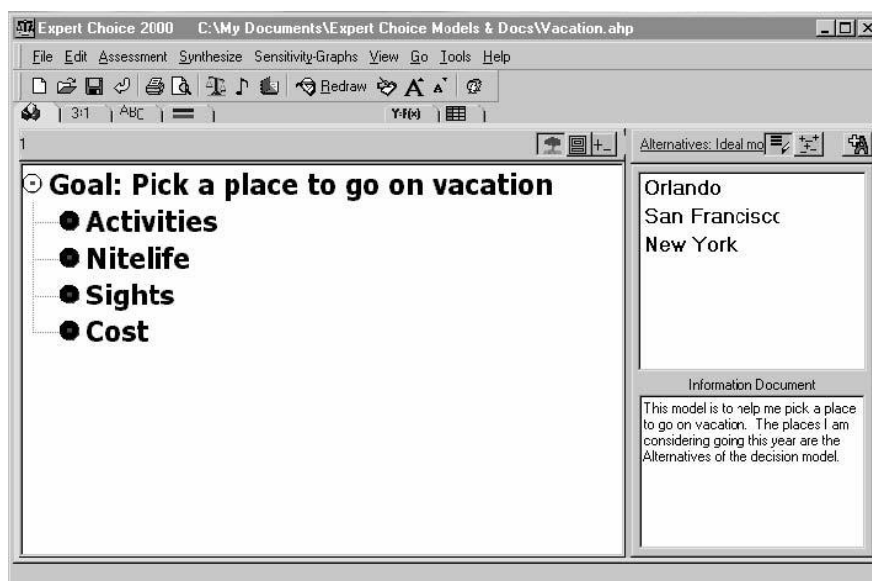 Expert Choice 2000 C:\My Documents\Expert Choice Models & Docs\Vacation.ahp
File Edit Assessment Synthesize Sensitivity-Graphs View Go Tools Help
Redraw A A
3:1 ABC Y=f(x)
1
Alternatives: Ideal mo
Goal: Pick a place to go on vacation
Activities
Nitelife
Sights
Cost
Orlando
San Francisco
New York
Information Document
This model is to help me pick a place
to go on vacation. The places I am
considering going this year are the
Alternatives of the decision model.